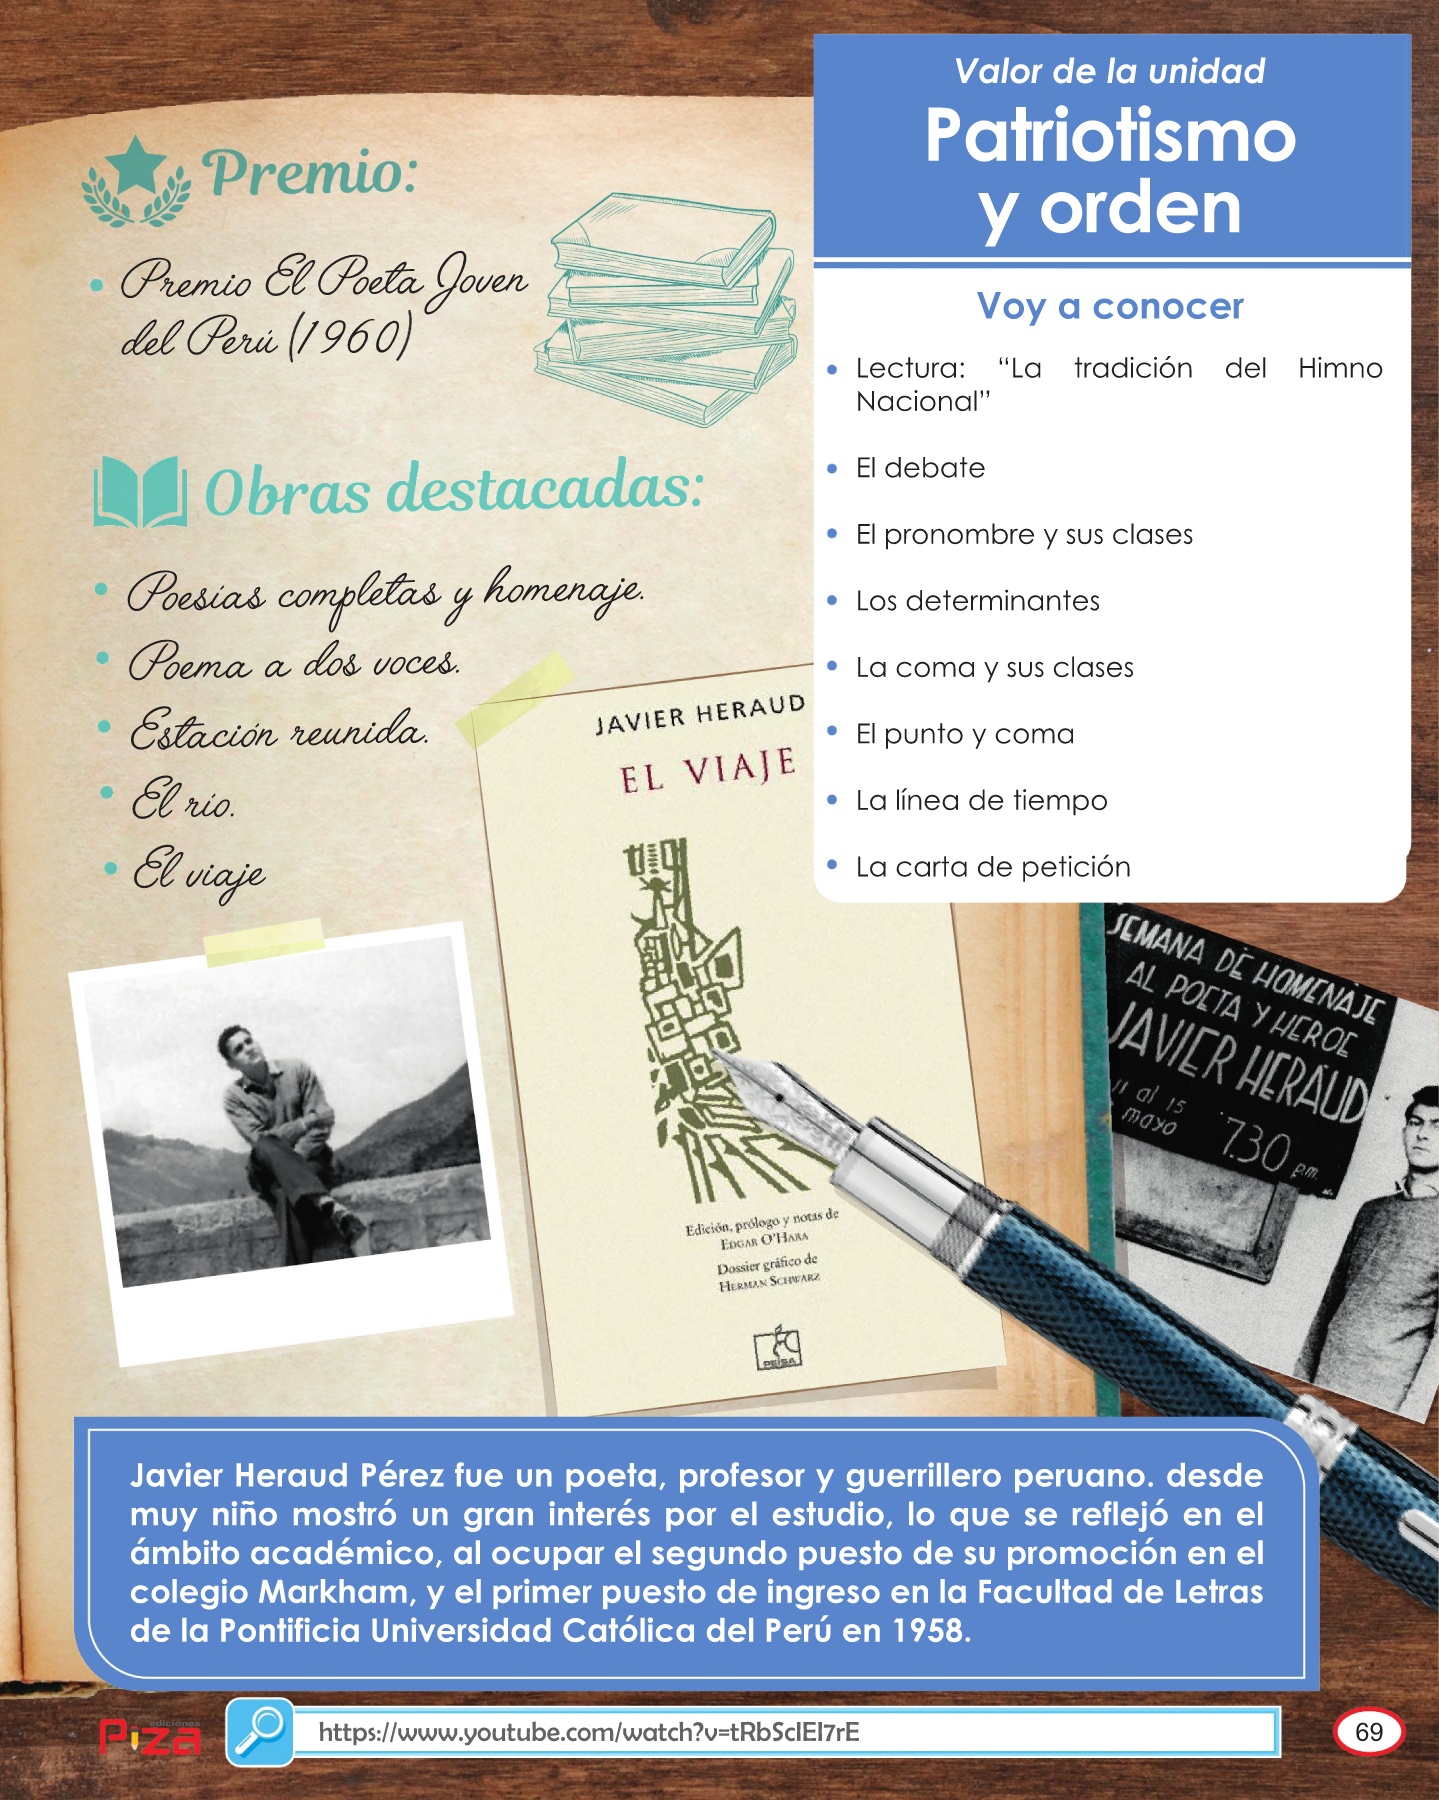 Valor de la unidad
Patriotismo
y orden
Premio:
• Premio El Poeta Joven
del Perú (1960)
Obras destacadas:
• Poesías completas y homenaje.
• Poema a dos voces.
• Estación reunida.
• El río.
• El viaje
Voy a conocer
• Lectura: “La tradición del Himno
Nacional”
• El debate
• El pronombre y sus clases
• Los determinantes
• La coma y sus clases
• El punto y coma
• La línea de tiempo
• La carta de petición
JAVIER HERAUD
EL VIAJE
Edición, prólogo y notas de
EDGAR O'HARA
Dossier gráfico de
HERMAN SCHWARZ
PEISA
SEMANA DE HOMENAJE
AL POETA Y HEROE
JAVIER HERAUD
11 al 15
mayo
7.30 p.m.
Javier Heraud Pérez fue un poeta, profesor y guerrillero peruano. desde
muy niño mostró un gran interés por el estudio, lo que se reflejó en el
ámbito académico, al ocupar el segundo puesto de su promoción en el
colegio Markham, y el primer puesto de ingreso en la Facultad de Letras
de la Pontificia Universidad Católica del Perú en 1958.
ediciones
Piza
https://www.youtube.com/watch?v=tRbSclEl7rE
69